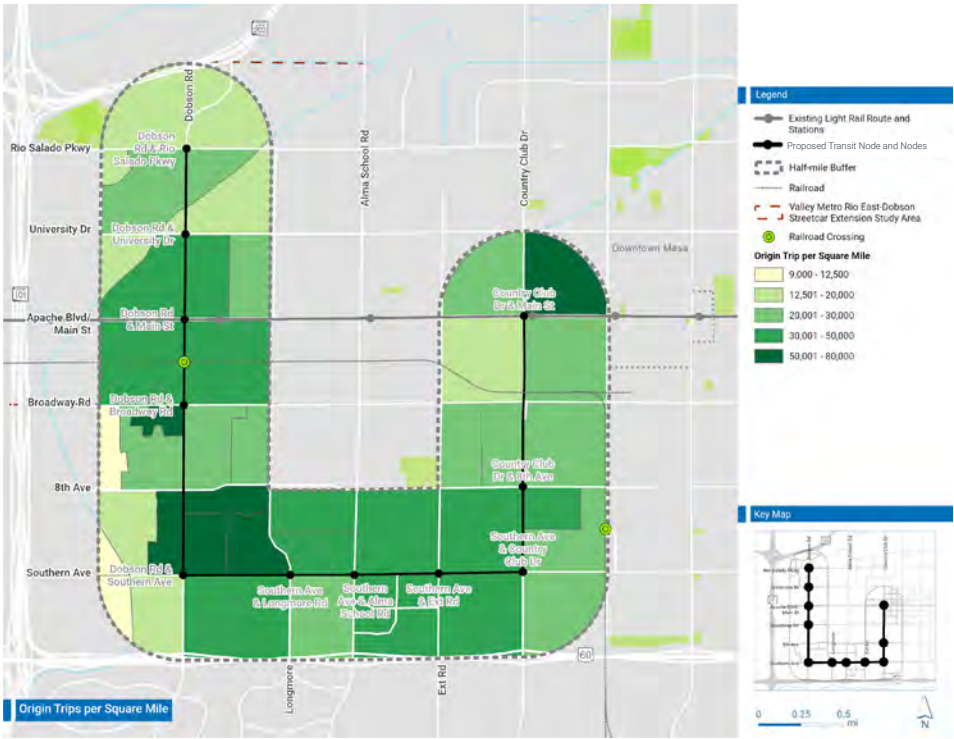 202
Dobson Rd
Dobson
Rd & Rio
Salado Pkwy
Rio Salado Pkwy
Alma School Rd
Country Club Dr
University Dr
Dobson Rd &
University Dr
Downtown Mesa
101
Apache Blvd/
Main St
Dobson Rd
& Main St
Country Club
Dr & Main St
Broadway Rd
Dobson Rd &
Broadway Rd
8th Ave
Country Club
Dr & 8th Ave
Southern Ave
Dobson Rd &
Southern Ave
Southern Ave
& Longmore Rd
Southern
Ave & Alma
School Rd
Southern Ave
& Ext Rd
Southern Ave
& Country
Club Dr
60
Longmore
Ext Rd
Origin Trips per Square Mile
Legend
Existing Light Rail Route and
Stations
Proposed Transit Node and Nodes
Half-mile Buffer
Railroad
Valley Metro Rio East-Dobson
Streetcar Extension Study Area
Railroad Crossing
Origin Trip per Square Mile
9,000 - 12,500
12,501 - 20,000
20,001 - 30,000
30,001 - 50,000
50,001 - 80,000
Key Map
0 0.25 0.5
mi
N